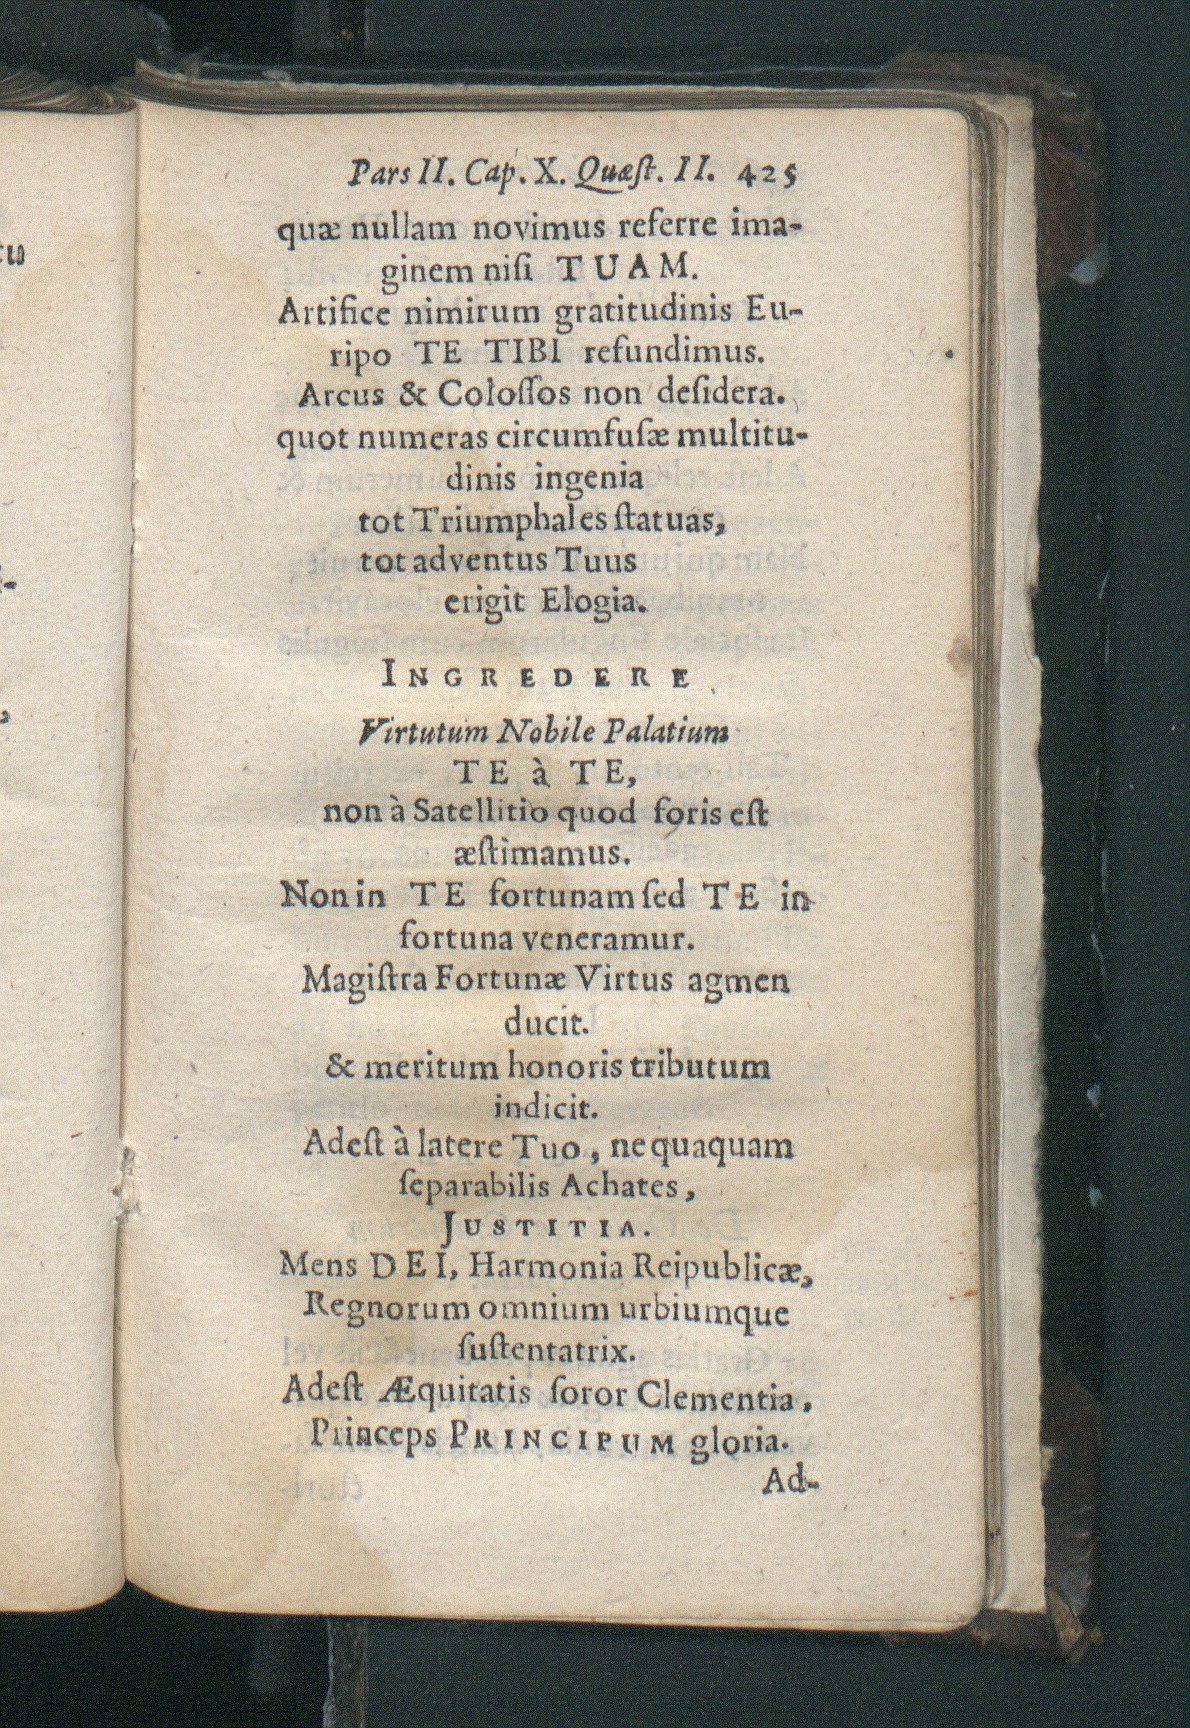 Pars II. Cap. X. Quæſt. II. 425
quæ nullam novimus referre ima-
ginem niſi TUAM.
Artifice nimirum gratitudinis Eu-
ripo TE TIBI refundimus.
Arcus & Coloſſos non deſidera.
quot numeras circumfuſæ multitu-
dinis ingenia
tot Triumphales ſtatuas,
tot adventus Tuus
erigit Elogia.
INGREDERE
Virtutum Nobile Palatium
TE à TE,
non à Satellitio quod foris eſt
æſtimamus.
Non in TE fortunam ſed TE in
fortuna veneramur.
Magiſtra Fortunæ Virtus agmen
ducit.
& meritum honoris tributum
indicit.
Adeſt à latere Tuo, nequaquam
ſeparabilis Achates,
JUSTITIA.
Mens DEI, Harmonia Reipublicæ,
Regnorum omnium urbiumque
ſuſtentatrix.
Adeſt Æquitatis ſoror Clementia,
Princeps PRINCIPUM gloria.
Ad-